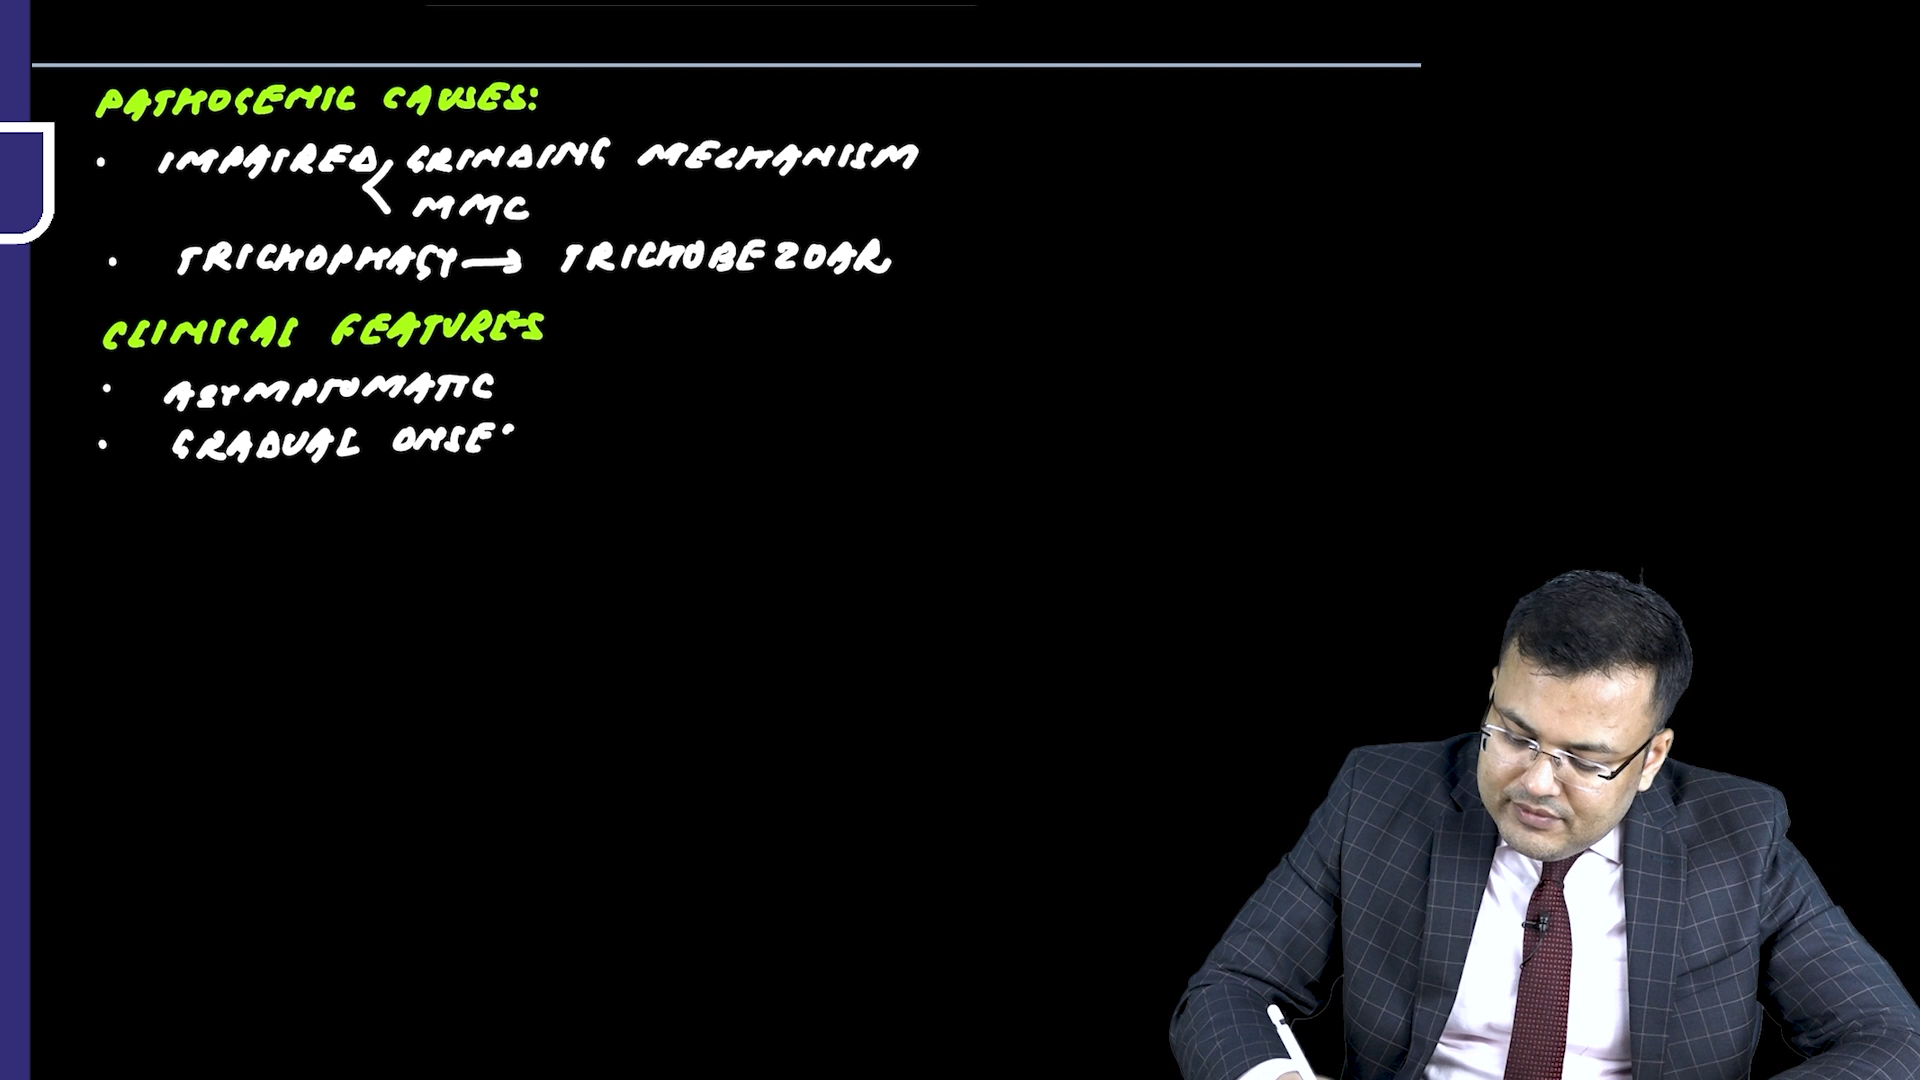 PATHOGENIC CAUSES:
• IMPAIRED GRINDING MECHANISM
MMC
• TRICHOPHAGY → TRICHOBEZOAR
CLINICAL FEATURES
• ASYMPTOMATIC
• GRADUAL ONSE